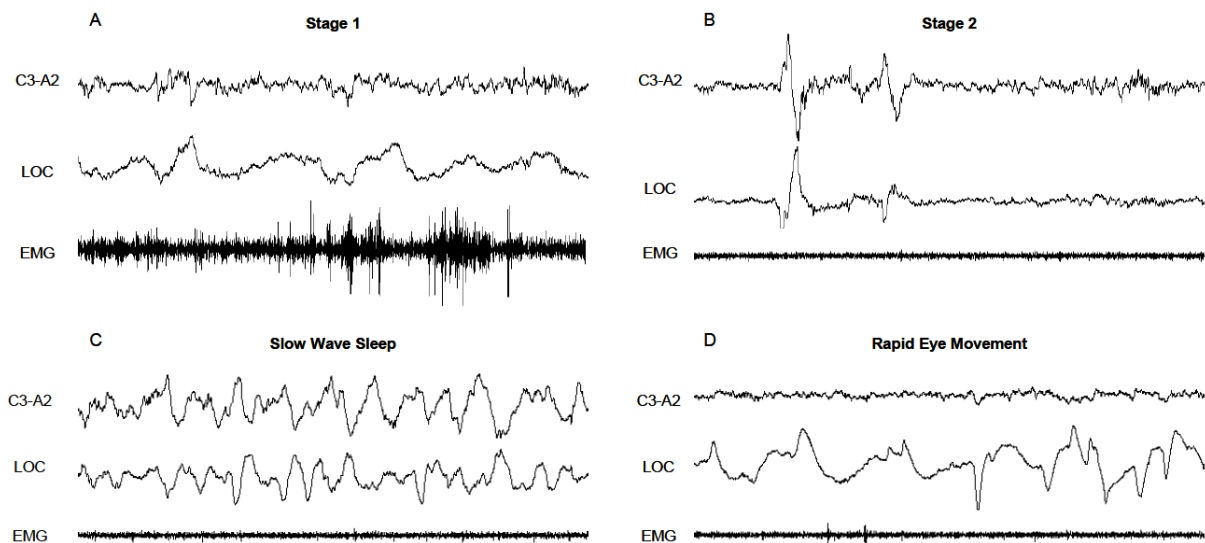 A
Stage 1
C3-A2
LOC
EMG
B
Stage 2
C3-A2
LOC
EMG
C
Slow Wave Sleep
C3-A2
LOC
EMG
D
Rapid Eye Movement
C3-A2
LOC
EMG